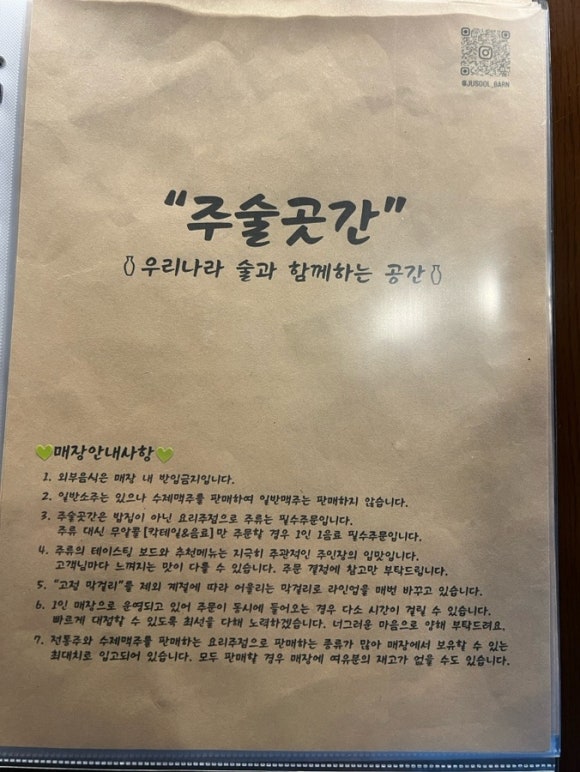 @JUSOOL_BARN
"주술곳간"
우리나라 술과 함께하는 공간
💚매장안내사항💚
1. 외부음식은 매장 내 반입금지입니다.
2. 일반소주는 있으나 수제맥주를 판매하여 일반맥주는 판매하지 않습니다.
3. 주술곳간은 밥집이 아닌 요리주점으로 주류는 필수주문입니다.
주류 대신 무알콜[칵테일&음료]만 주문할 경우 1인 1음료 필수주문입니다.
4. 주류의 테이스팅 보드와 추천메뉴는 지극히 주관적인 주인장의 입맛입니다.
고객님마다 느껴지는 맛이 다를 수 있습니다. 주문 결정에 참고만 부탁드립니다.
5. "고정 막걸리"를 제외 계절에 따라 어울리는 막걸리로 라인업을 매번 바꾸고 있습니다.
6. 1인 매장으로 운영되고 있어 주문이 동시에 들어오는 경우 다소 시간이 걸릴 수 있습니다.
빠르게 대접할 수 있도록 최선을 다해 노력하겠습니다. 너그러운 마음으로 양해 부탁드려요.
7. 전통주와 수제맥주를 판매하는 요리주점으로 판매하는 종류가 많아 매장에서 보유할 수 있는
최대치로 입고되어 있습니다. 모두 판매할 경우 매장에 여유분의 재고가 없을 수도 있습니다.